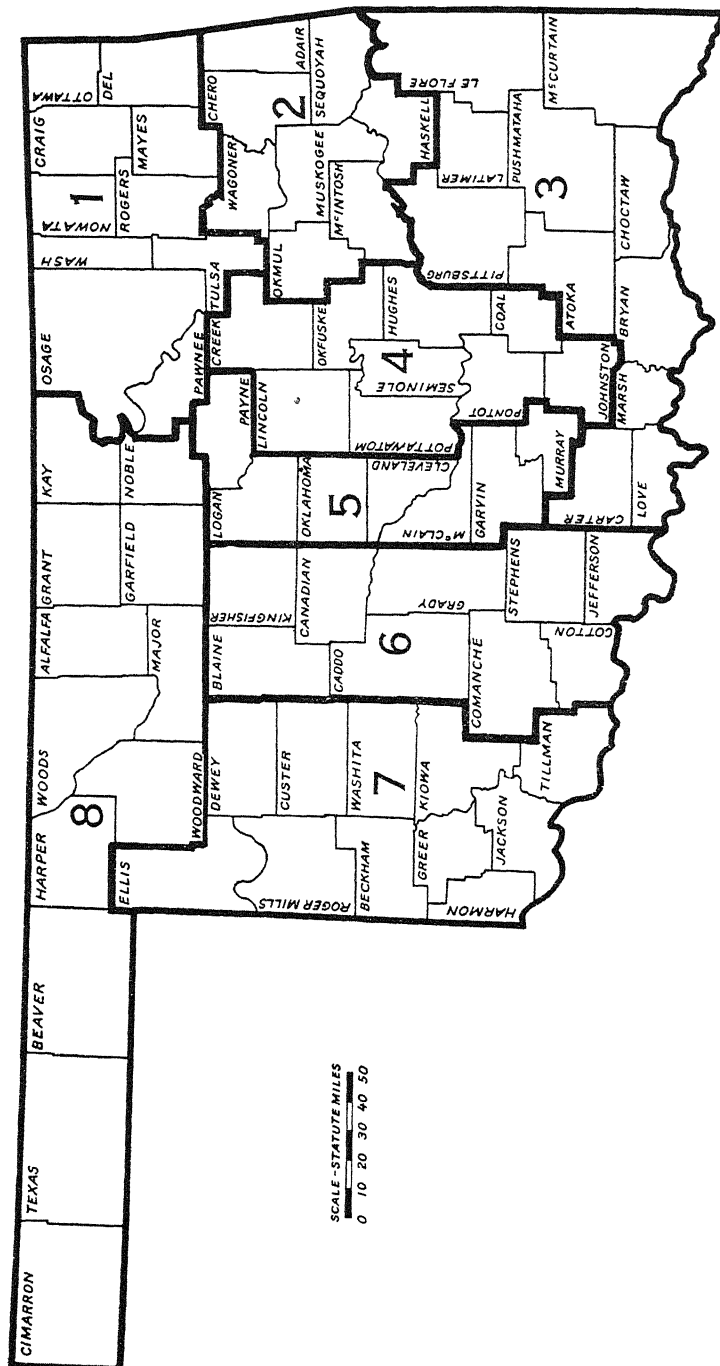 CIMARRON
TEXAS
BEAVER
HARPER
WOODS
ALFALFA
GRANT
KAY
OSAGE
WASH
NOWATA
CRAIG
OTTAWA
8
1
ROGERS
MAYES
DEL
ELLIS
WOODWARD
MAJOR
GARFIELD
NOBLE
PAWNEE
TULSA
DEWEY
BLAINE
KINGFISHER
LOGAN
PAYNE
CREEK
WAGONER
CHERO
ADAIR
ROGER MILLS
CUSTER
CANADIAN
OKLAHOMA
LINCOLN
OKFUSKE
OKMUL
MUSKOGEE
2
SEQUOYAH
BECKHAM
WASHITA
CADDO
5
CLEVELAND
POTTAWATOM
SEMINOLE
4
HUGHES
McINTOSH
HASKELL
7
6
GRADY
McCLAIN
PITTSBURG
LATIMER
LE FLORE
HARMON
GREER
KIOWA
COMANCHE
GARVIN
PONTOT
COAL
3
PUSHMATAHA
McCURTAIN
JACKSON
TILLMAN
STEPHENS
MURRAY
JOHNSTON
ATOKA
COTTON
JEFFERSON
CARTER
LOVE
MARSH
BRYAN
CHOCTAW
SCALE-STATUTE MILES
0 10 20 30 40 50